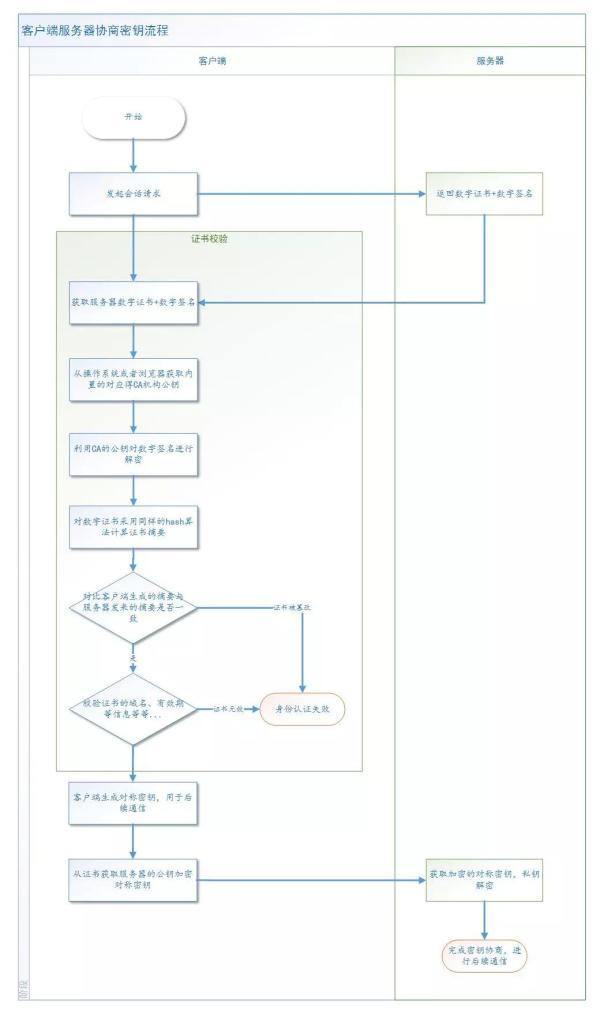 客户端服务器协商密钥流程
客户端
服务器
开始
发起会话请求
返回数字证书+数字签名
证书校验
获取服务器数字证书+数字签名
从操作系统或者浏览器获取内
置的对应得CA机构公钥
利用CA的公钥对数字签名进行
解密
对数字证书采用同样的hash算
法计算证书摘要
对比客户端生成的摘要与
服务器发来的摘要是否一
致
证书被篡改
校验证书的域名、有效期
等信息等等...
证书无效
身份认证失败
客户端生成对称密钥，用于后
续通信
从证书获取服务器的公钥加密
对称密钥
获取加密的对称密钥，私钥
解密
完成密钥协商，进
行后续通信
阶段